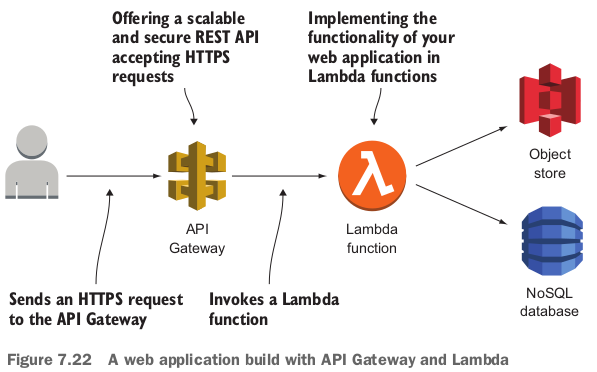 Offering a scalable
and secure REST API
accepting HTTPS
requests
Implementing the
functionality of your
web application in
Lambda functions
Object
store
API
Gateway
Lambda
function
NoSQL
database
Sends an HTTPS request
to the API Gateway
Invokes a Lambda
function
Figure 7.22 A web application build with API Gateway and Lambda